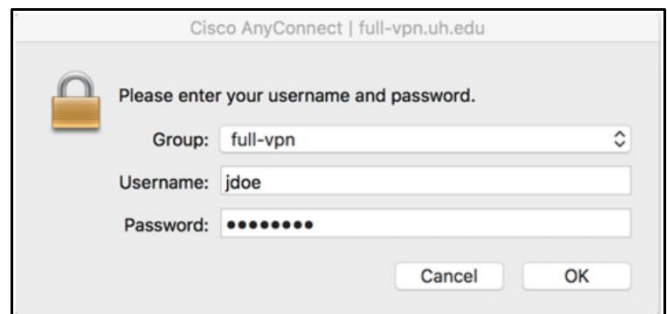 Cisco AnyConnect | full-vpn.uh.edu
Please enter your username and password.
Group: full-vpn
Username: jdoe
Password: ••••••••
Cancel OK